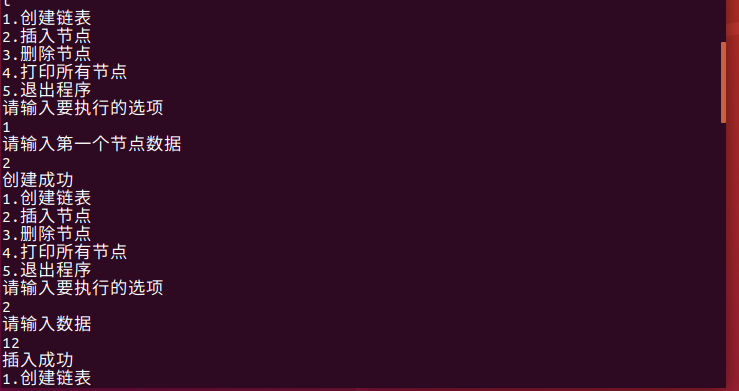 1.创建链表
2.插入节点
3.删除节点
4.打印所有节点
5.退出程序
请输入要执行的选项
1
请输入第一个节点数据
2
创建成功
1.创建链表
2.插入节点
3.删除节点
4.打印所有节点
5.退出程序
请输入要执行的选项
2
请输入数据
12
插入成功
1.创建链表